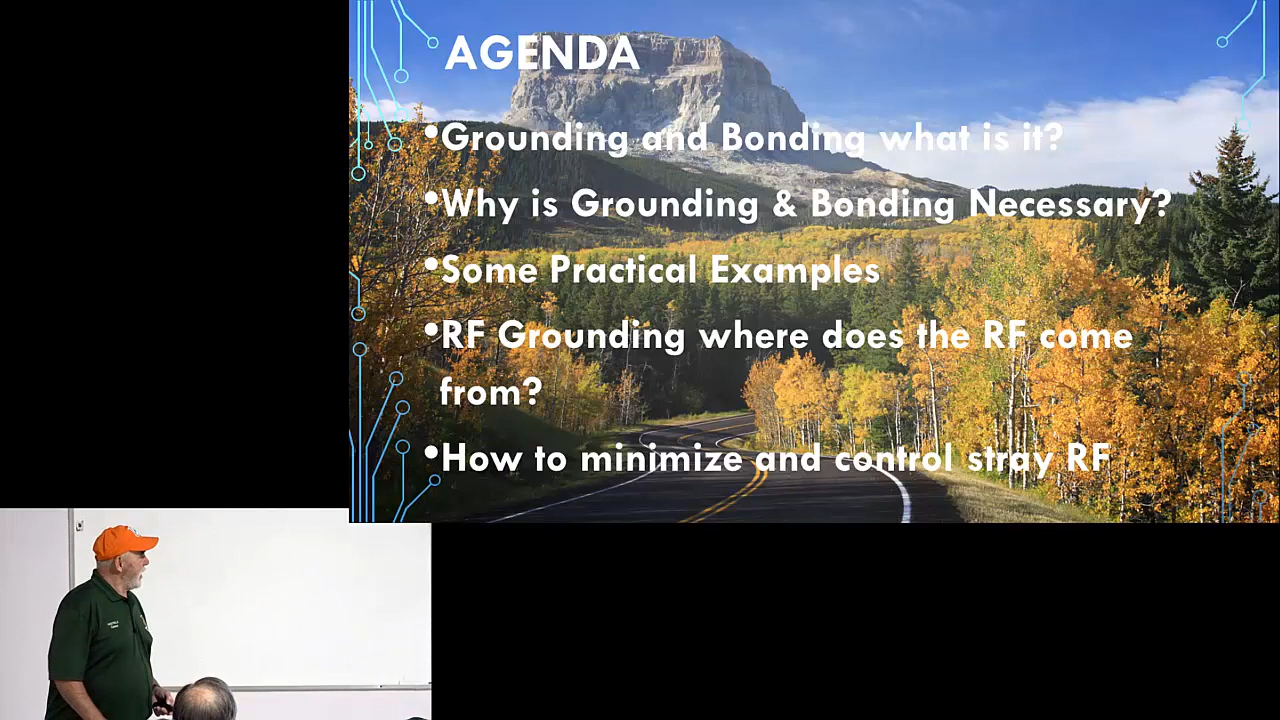 AGENDA
•Grounding and Bonding what is it?
•Why is Grounding & Bonding Necessary?
•Some Practical Examples
•RF Grounding where does the RF come
from?
•How to minimize and control stray RF